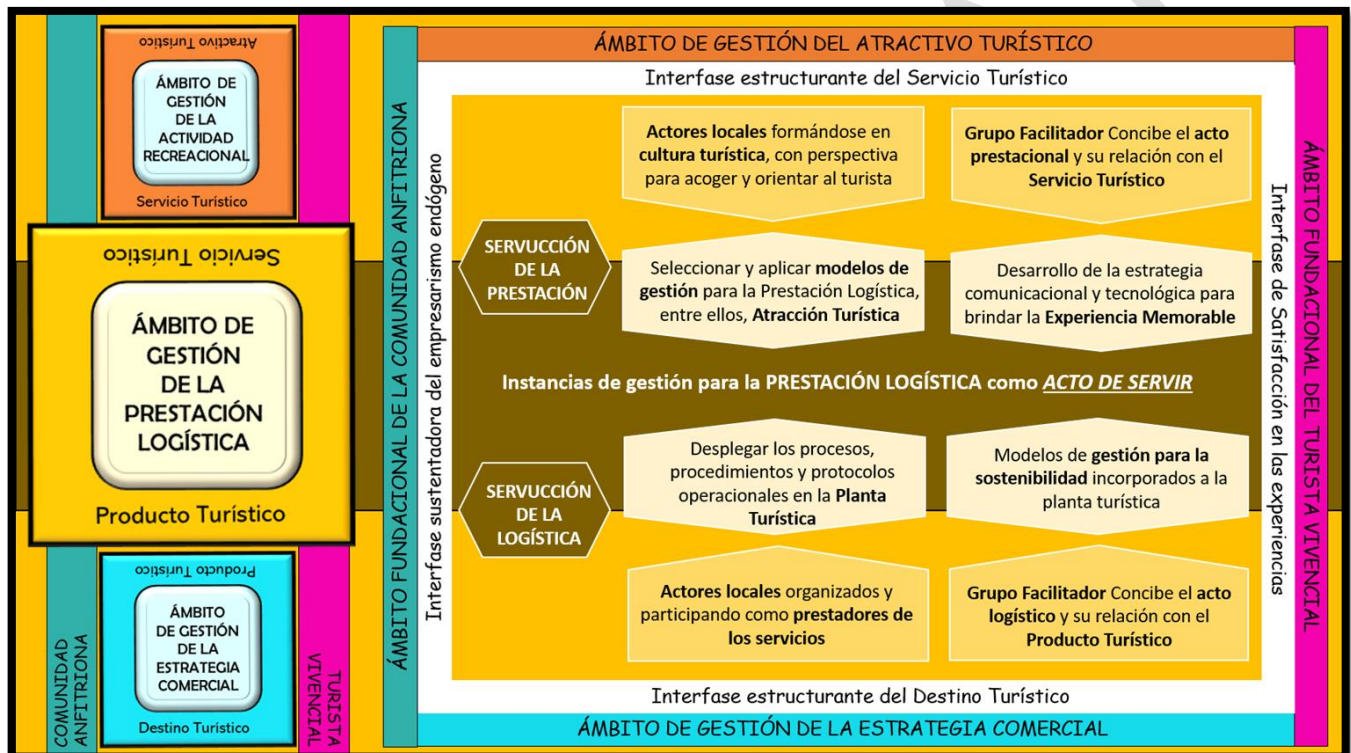 Atractivo Turístico
ÁMBITO DE
GESTIÓN
DE LA
ACTIVIDAD
RECREACIONAL
Servicio Turístico
Servicio Turístico
ÁMBITO DE
GESTIÓN
DE LA
PRESTACIÓN
LOGÍSTICA
Producto Turístico
Producto Turístico
ÁMBITO
DE GESTIÓN
DE LA
ESTRATEGIA
COMERCIAL
Destino Turístico
COMUNIDAD
ANFITRIONA
TURISTA
VIVENCIAL
ÁMBITO FUNDACIONAL DE LA COMUNIDAD ANFITRIONA
ÁMBITO DE GESTIÓN DEL ATRACTIVO TURÍSTICO
Interfase estructurante del Servicio Turístico
Interfase sustentadora del empresarismo endógeno
Actores locales formándose en
cultura turística, con perspectiva
para acoger y orientar al turista
Grupo Facilitador Concibe el acto
prestacional y su relación con el
Servicio Turístico
SERVUCCIÓN
DE LA
PRESTACIÓN
Seleccionar y aplicar modelos de
gestión para la Prestación Logística,
entre ellos, Atracción Turística
Desarrollo de la estrategia
comunicacional y tecnológica para
brindar la Experiencia Memorable
Instancias de gestión para la PRESTACIÓN LOGÍSTICA como ACTO DE SERVIR
SERVUCCIÓN
DE LA
LOGÍSTICA
Desplegar los procesos,
procedimientos y protocolos
operacionales en la Planta
Turística
Modelos de gestión para la
sostenibilidad incorporados a la
planta turística
Actores locales organizados y
participando como prestadores de
los servicios
Grupo Facilitador Concibe el acto
logístico y su relación con el
Producto Turístico
Interfase de Satisfacción en las experiencias
ÁMBITO FUNDACIONAL DEL TURISTA VIVENCIAL
Interfase estructurante del Destino Turístico
ÁMBITO DE GESTIÓN DE LA ESTRATEGIA COMERCIAL